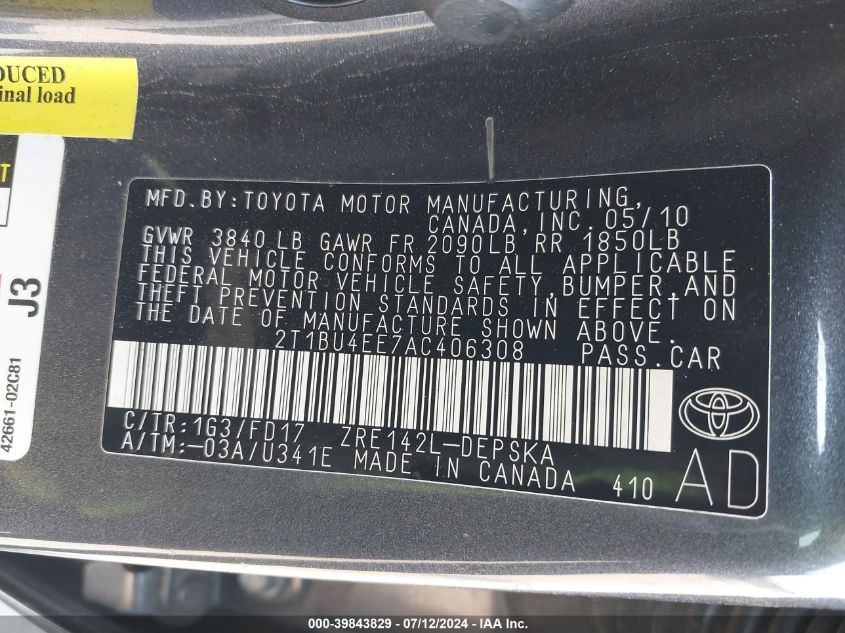 DUCED
inal load
T
J3
42661-02C81
MFD.BY:TOYOTA MOTOR MANUFACTURING,
CANADA,INC. 05/10
GVWR 3840 LB GAWR FR 2090LB RR 1850LB
THIS VEHICLE CONFORMS TO ALL APPLICABLE
FEDERAL MOTOR VEHICLE SAFETY,BUMPER,AND
THEFT PREVENTION STANDARDS IN EFFECT ON
THE DATE OF MANUFACTURE SHOWN ABOVE.
2T1BU4EE7AC406308 PASS.CAR
C/TR:1G3/FD17 ZRE142L-DEPSKA
A/TM:-03A/U341E MADE IN CANADA 410
AD
000-39843829 - 07/12/2024 - IAA Inc.